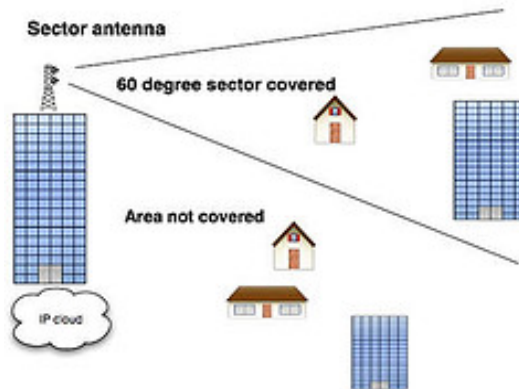 Sector antenna
60 degree sector covered
Area not covered
IP cloud